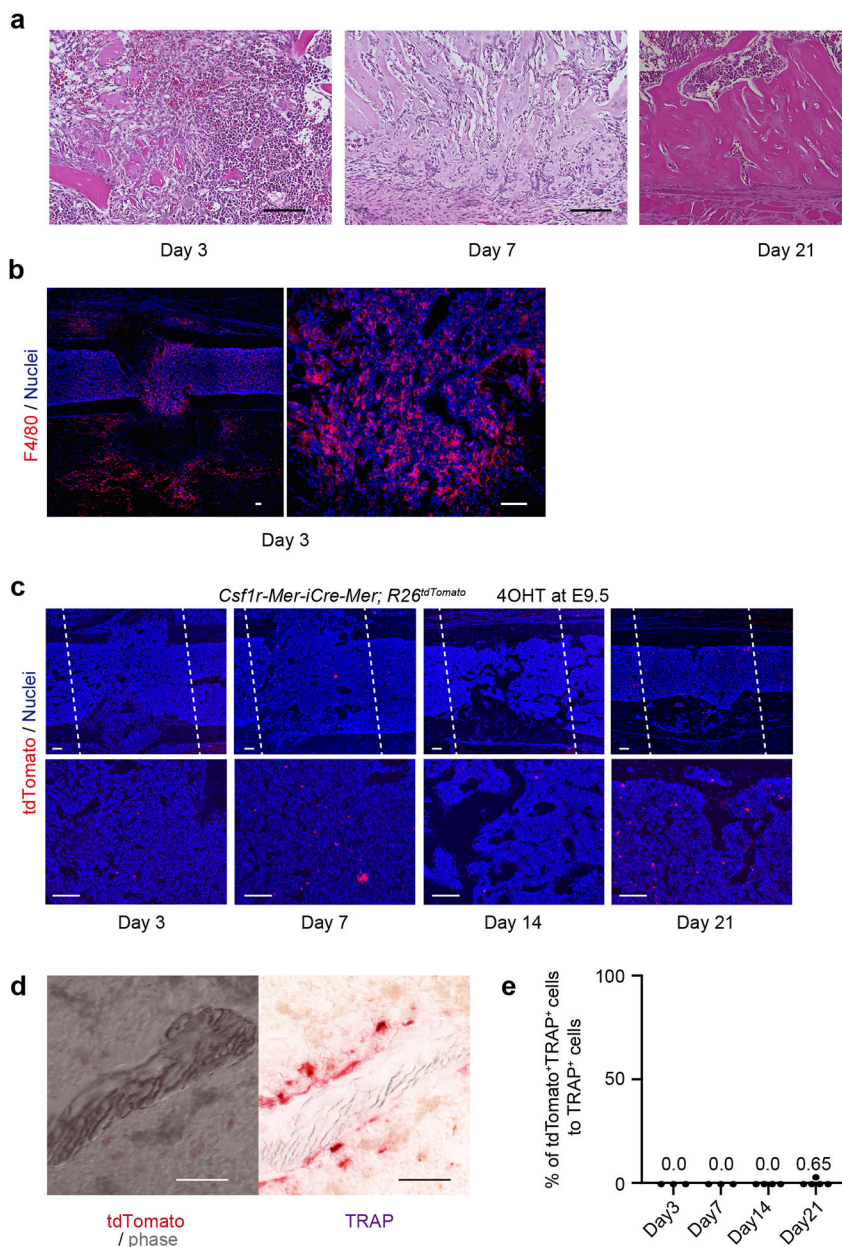 a
Day 3
Day 7
Day 21
b
F4/80 / Nuclei
Day 3
c
Csf1r-Mer-iCre-Mer; R26tdTomato 4OHT at E9.5
tdTomato / Nuclei
Day 3
Day 7
Day 14
Day 21
d
tdTomato
/ phase
TRAP
e
% of tdTomato+TRAP+ cells
to TRAP+ cells
100
50
0
0.0
0.0
0.0
0.65
Day3
Day7
Day14
Day21